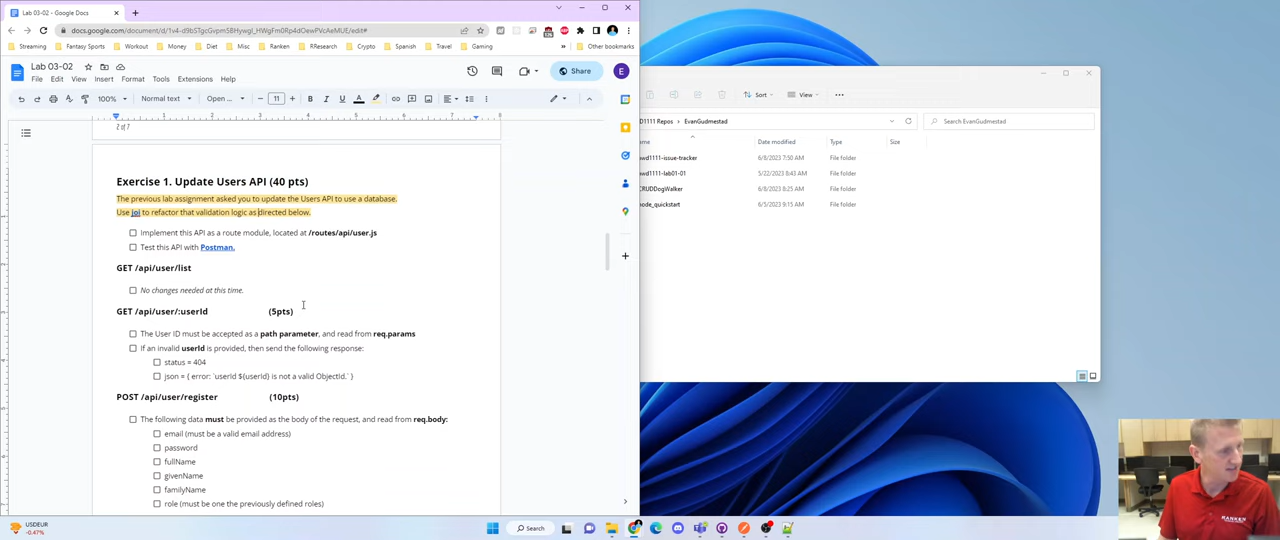 Lab 03-02 - Google Docs
docs.google.com/document/d/1v4-d9bSTgcGvpmSBHywgl_HWgFm0Rp4dOewPVcAeMUE/edit#
Streaming Fantasy Sports Workout Money Diet Ranken RResearch Crypto Spanish Travel Gaming Other bookmarks
Lab 03-02
File Edit View Insert Format Tools Extensions Help
Share
E
100% Normal text Open ... 11
2 of 7
Exercise 1. Update Users API (40 pts)
The previous lab assignment asked you to update the Users API to use a database.
Use joi to refactor that validation logic as directed below.
Implement this API as a route module, located at /routes/api/user.js
Test this API with Postman.
GET /api/user/list
No changes needed at this time.
GET /api/user/:userId (5pts)
The User ID must be accepted as a path parameter, and read from req.params
If an invalid userId is provided, then send the following response:
status = 404
json = { error: `userId ${userId} is not a valid ObjectId.` }
POST /api/user/register (10pts)
The following data must be provided as the body of the request, and read from req.body:
email (must be a valid email address)
password
fullName
givenName
familyName
role (must be one the previously defined roles)
Sort View
D1111 Repos > EvanGudmestad
Search EvanGudmestad
me Date modified Type Size
wd1111-issue-tracker 6/8/2023 7:50 AM File folder
wd1111-lab01-01 5/22/2023 8:43 AM File folder
CRUDDogWalker 6/8/2023 8:25 AM File folder
node_quickstart 6/5/2023 9:15 AM File folder
RANKEN
USDEUR
-0.47%
Search